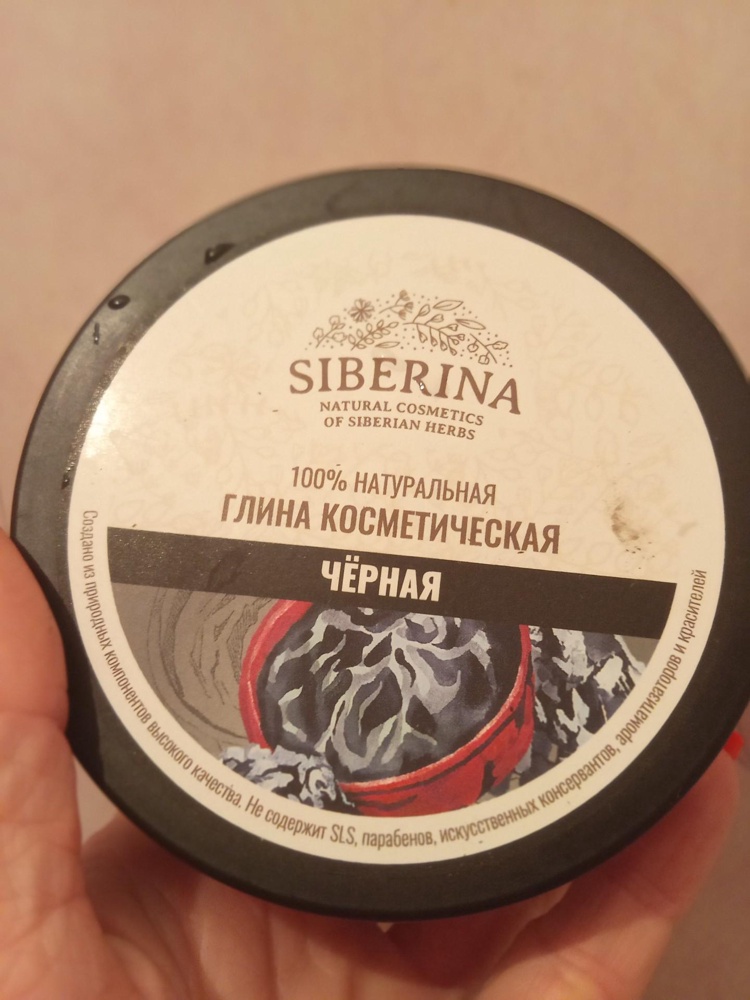 SIBERINA
NATURAL COSMETICS
OF SIBERIAN HERBS
100% НАТУРАЛЬНАЯ
ГЛИНА КОСМЕТИЧЕСКАЯ
ЧЁРНАЯ
Создано из природных компонентов высокого качества. Не содержит SLS, парабенов, искусственных консервантов, ароматизаторов и красителей